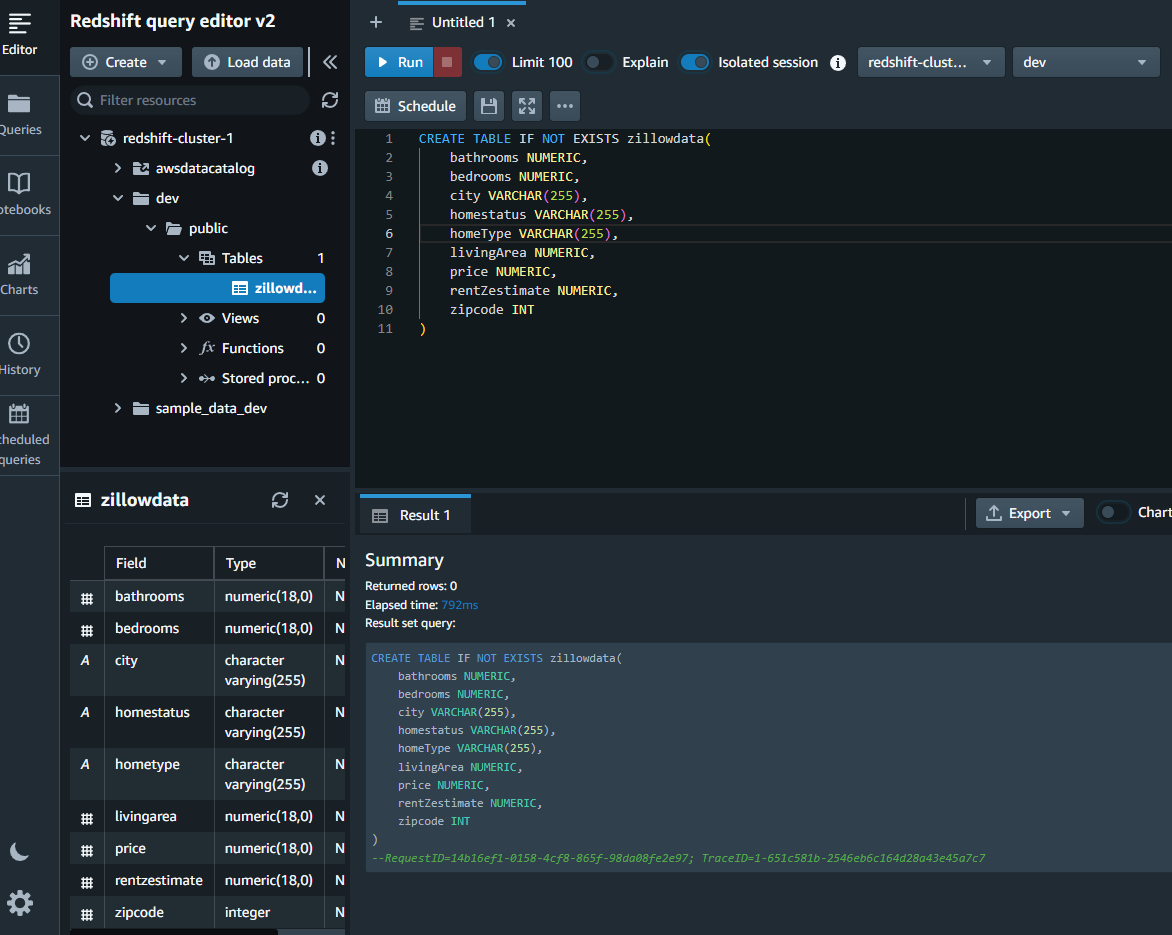 Editor
Queries
otebooks
Charts
History
cheduled
queries
Redshift query editor v2
Create
Load data
Filter resources
redshift-cluster-1
awsdatacatalog
dev
public
Tables 1
zillowd...
Views 0
fx Functions 0
Stored proc... 0
sample_data_dev
zillowdata
Field Type N
bathrooms numeric(18,0) N
bedrooms numeric(18,0) N
A city character N
varying(255)
A homestatus character N
varying(255)
A hometype character N
varying(255)
livingarea numeric(18,0) N
price numeric(18,0) N
rentzestimate numeric(18,0) N
zipcode integer N
+ Untitled 1 ×
Run Limit 100 Explain Isolated session redshift-clust... dev
Schedule
1 CREATE TABLE IF NOT EXISTS zillowdata(
2 bathrooms NUMERIC,
3 bedrooms NUMERIC,
4 city VARCHAR(255),
5 homestatus VARCHAR(255),
6 homeType VARCHAR(255),
7 livingArea NUMERIC,
8 price NUMERIC,
9 rentZestimate NUMERIC,
10 zipcode INT
11 )
Result 1
Export
Chart
Summary
Returned rows: 0
Elapsed time: 792ms
Result set query:
CREATE TABLE IF NOT EXISTS zillowdata(
bathrooms NUMERIC,
bedrooms NUMERIC,
city VARCHAR(255),
homestatus VARCHAR(255),
homeType VARCHAR(255),
livingArea NUMERIC,
price NUMERIC,
rentZestimate NUMERIC,
zipcode INT
)
--RequestID=14b16ef1-0158-4cf8-865f-98da08fe2e97; TraceID=1-651c581b-2546eb6c164d28a43e45a7c7